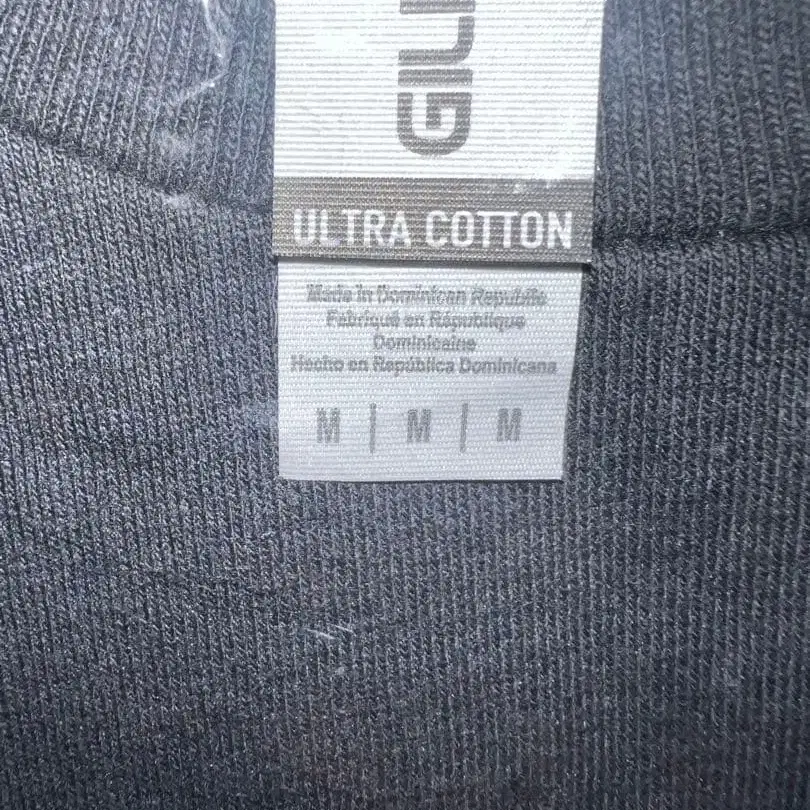 GIL
ULTRA COTTON
Made in Dominican Republic
Fabriqué en République
Dominicaine
Hecho en República Dominicana
M | M | M